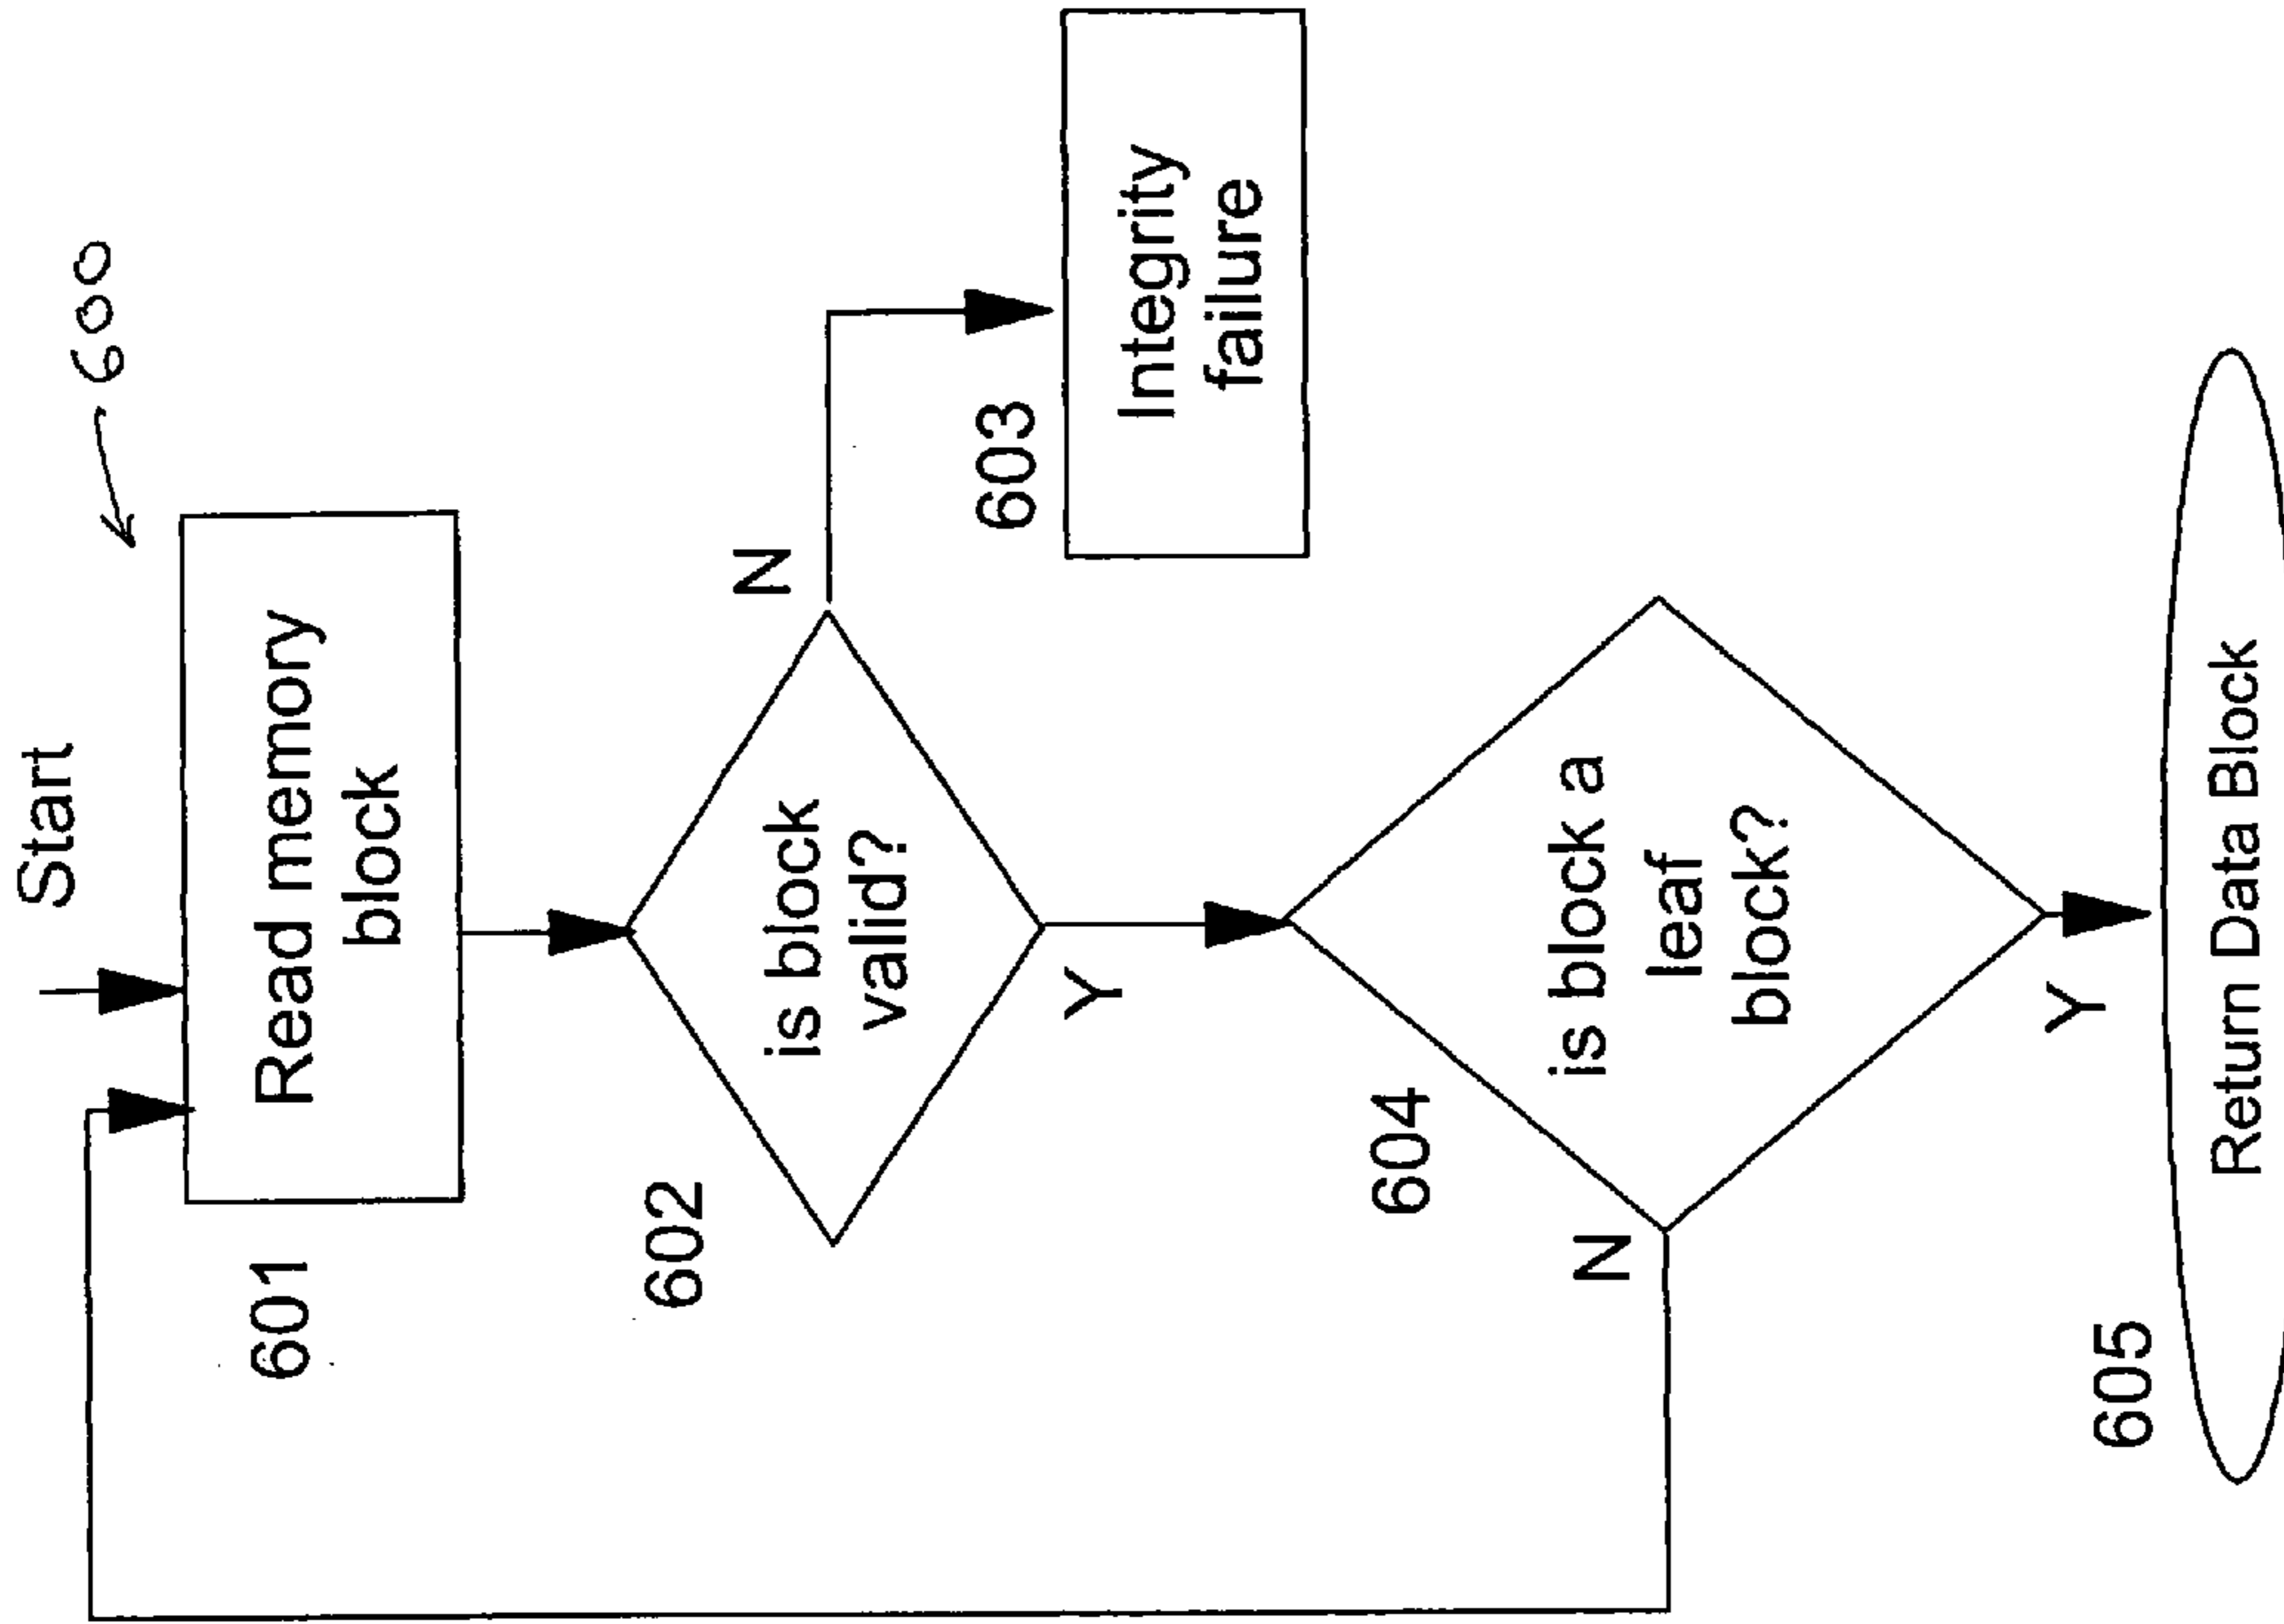 Start
600
601
Read memory
block
602
is block
valid?
N
603
Integrity
failure
Y
604
is block a
leaf
block?
N
Y
605
Return Data Block